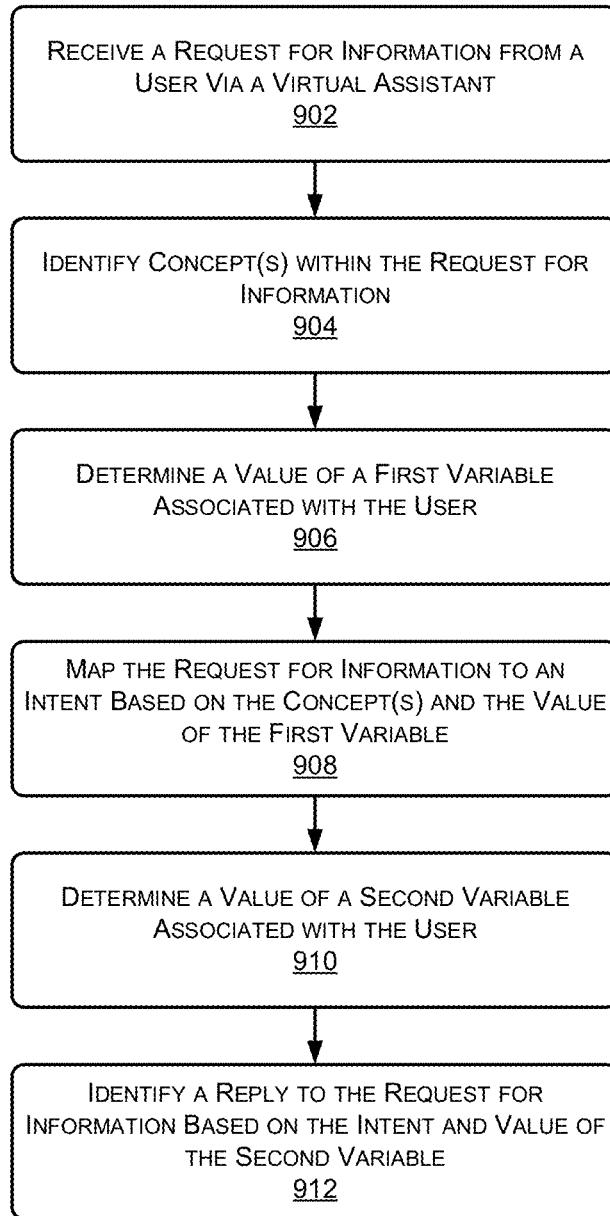 RECEIVE A REQUEST FOR INFORMATION FROM A
USER VIA A VIRTUAL ASSISTANT
902
IDENTIFY CONCEPT(S) WITHIN THE REQUEST FOR
INFORMATION
904
DETERMINE A VALUE OF A FIRST VARIABLE
ASSOCIATED WITH THE USER
906
MAP THE REQUEST FOR INFORMATION TO AN
INTENT BASED ON THE CONCEPT(S) AND THE VALUE
OF THE FIRST VARIABLE
908
DETERMINE A VALUE OF A SECOND VARIABLE
ASSOCIATED WITH THE USER
910
IDENTIFY A REPLY TO THE REQUEST FOR
INFORMATION BASED ON THE INTENT AND VALUE OF
THE SECOND VARIABLE
912